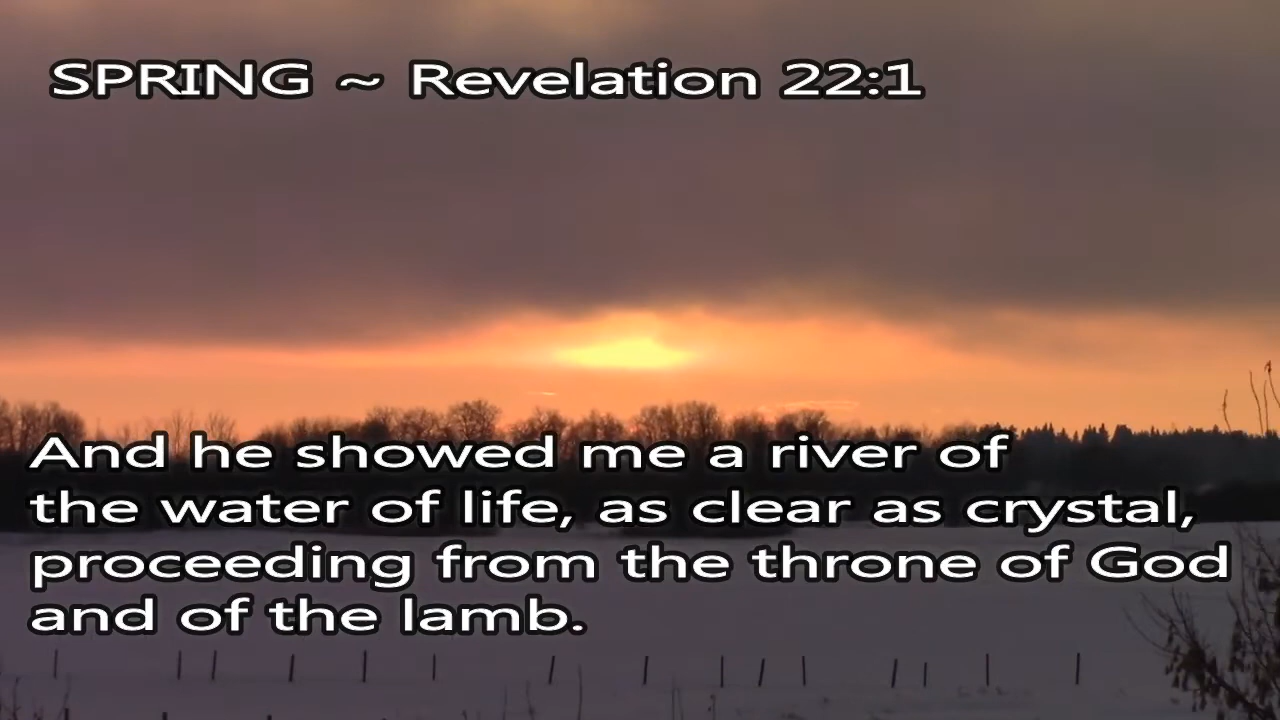 SPRING ~ Revelation 22:1
And he showed me a river of
the water of life, as clear as crystal,
proceeding from the throne of God
and of the lamb.